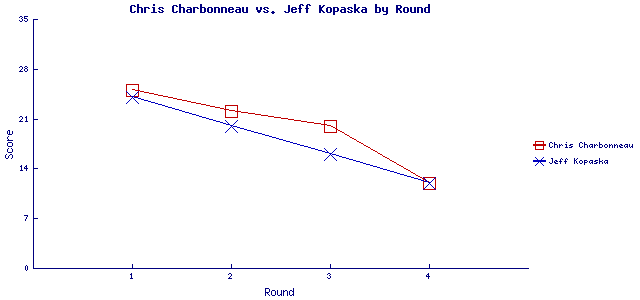 Chris Charbonneau vs. Jeff Kopaska by Round
35
28
21
14
7
0
Score
1 2 3 4
Round
Chris Charbonneau
Jeff Kopaska